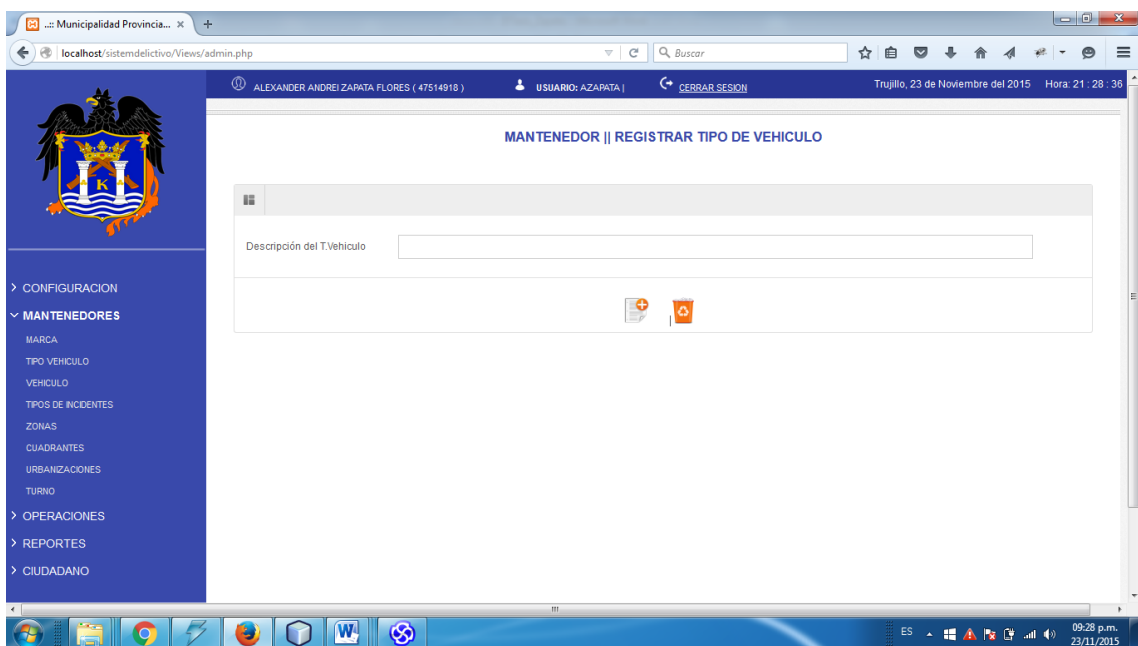 ..:: Municipalidad Provincia...
localhost/sistemdelictivo/Views/admin.php
Buscar
ALEXANDER ANDREI ZAPATA FLORES ( 47514918 )
USUARIO: AZAPATA |
CERRAR SESION
Trujillo, 23 de Noviembre del 2015 Hora: 21 : 28 : 36
K
MANTENEDOR || REGISTRAR TIPO DE VEHICULO
Descripción del T.Vehiculo
|
CONFIGURACION
MANTENEDORES
MARCA
TIPO VEHICULO
VEHICULO
TIPOS DE INCIDENTES
ZONAS
CUADRANTES
URBANIZACIONES
TURNO
OPERACIONES
REPORTES
CIUDADANO
ES
09:28 p.m.
23/11/2015